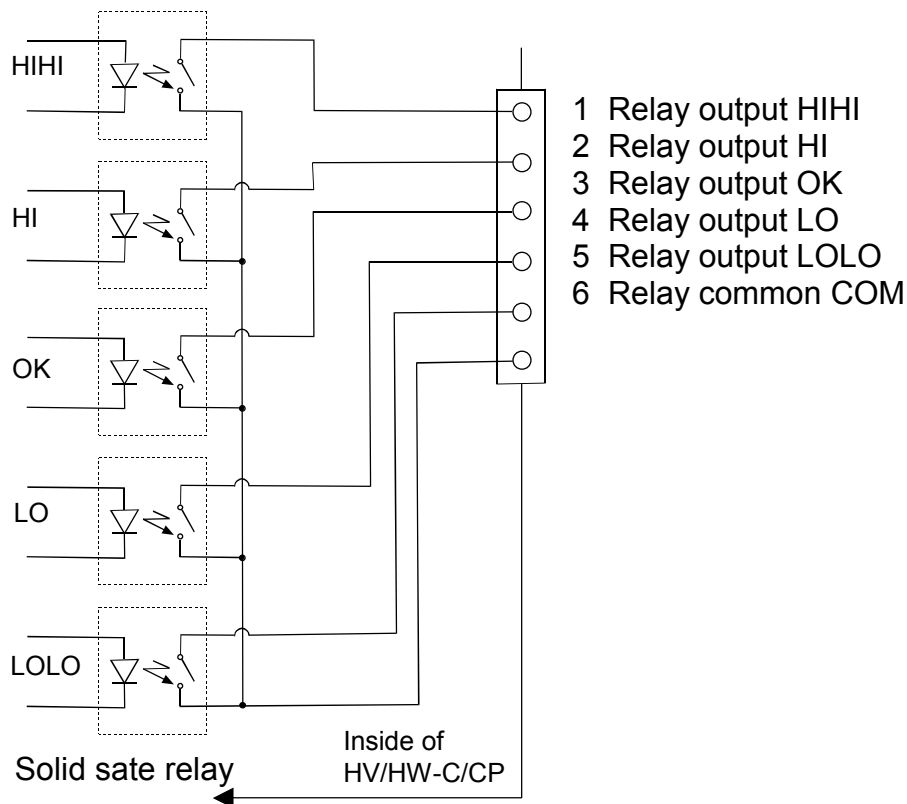 HIHI
HI
OK
LO
LOLO
1 Relay output HIHI
2 Relay output HI
3 Relay output OK
4 Relay output LO
5 Relay output LOLO
6 Relay common COM
Solid sate relay
Inside of
HV/HW-C/CP